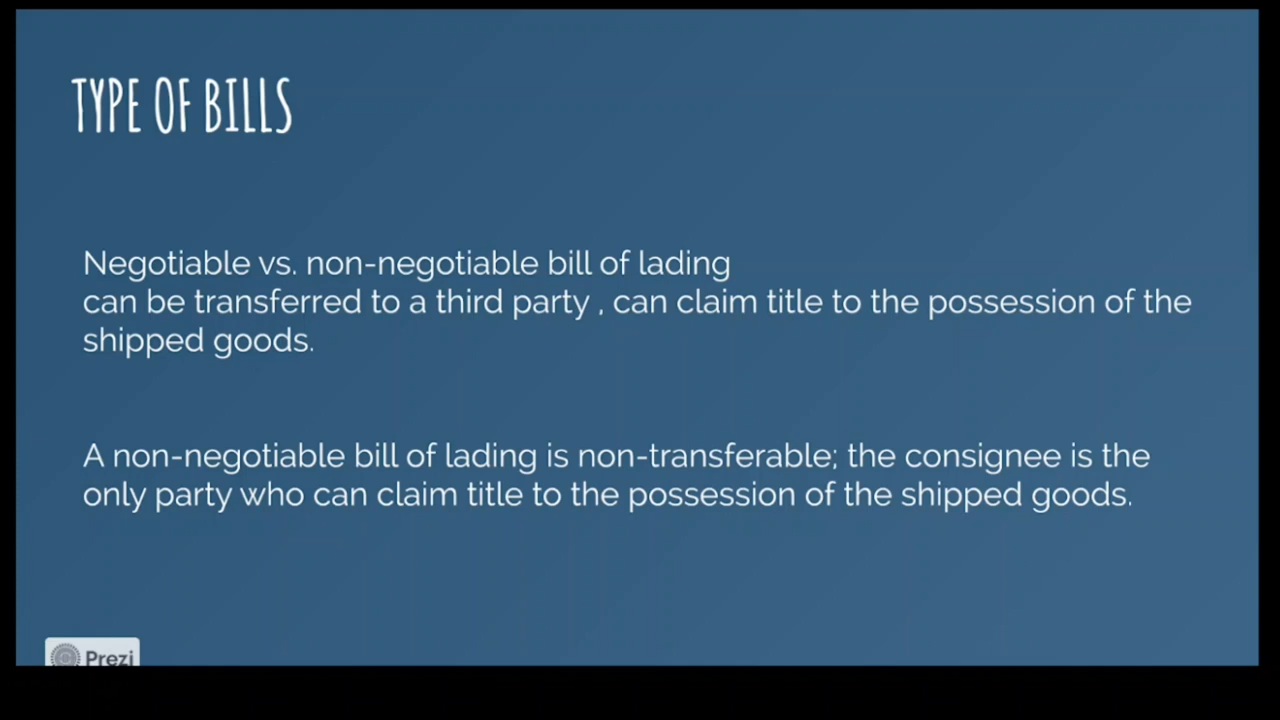 TYPE OF BILLS
Negotiable vs. non-negotiable bill of lading
can be transferred to a third party , can claim title to the possession of the
shipped goods.
A non-negotiable bill of lading is non-transferable; the consignee is the
only party who can claim title to the possession of the shipped goods.
Prezi